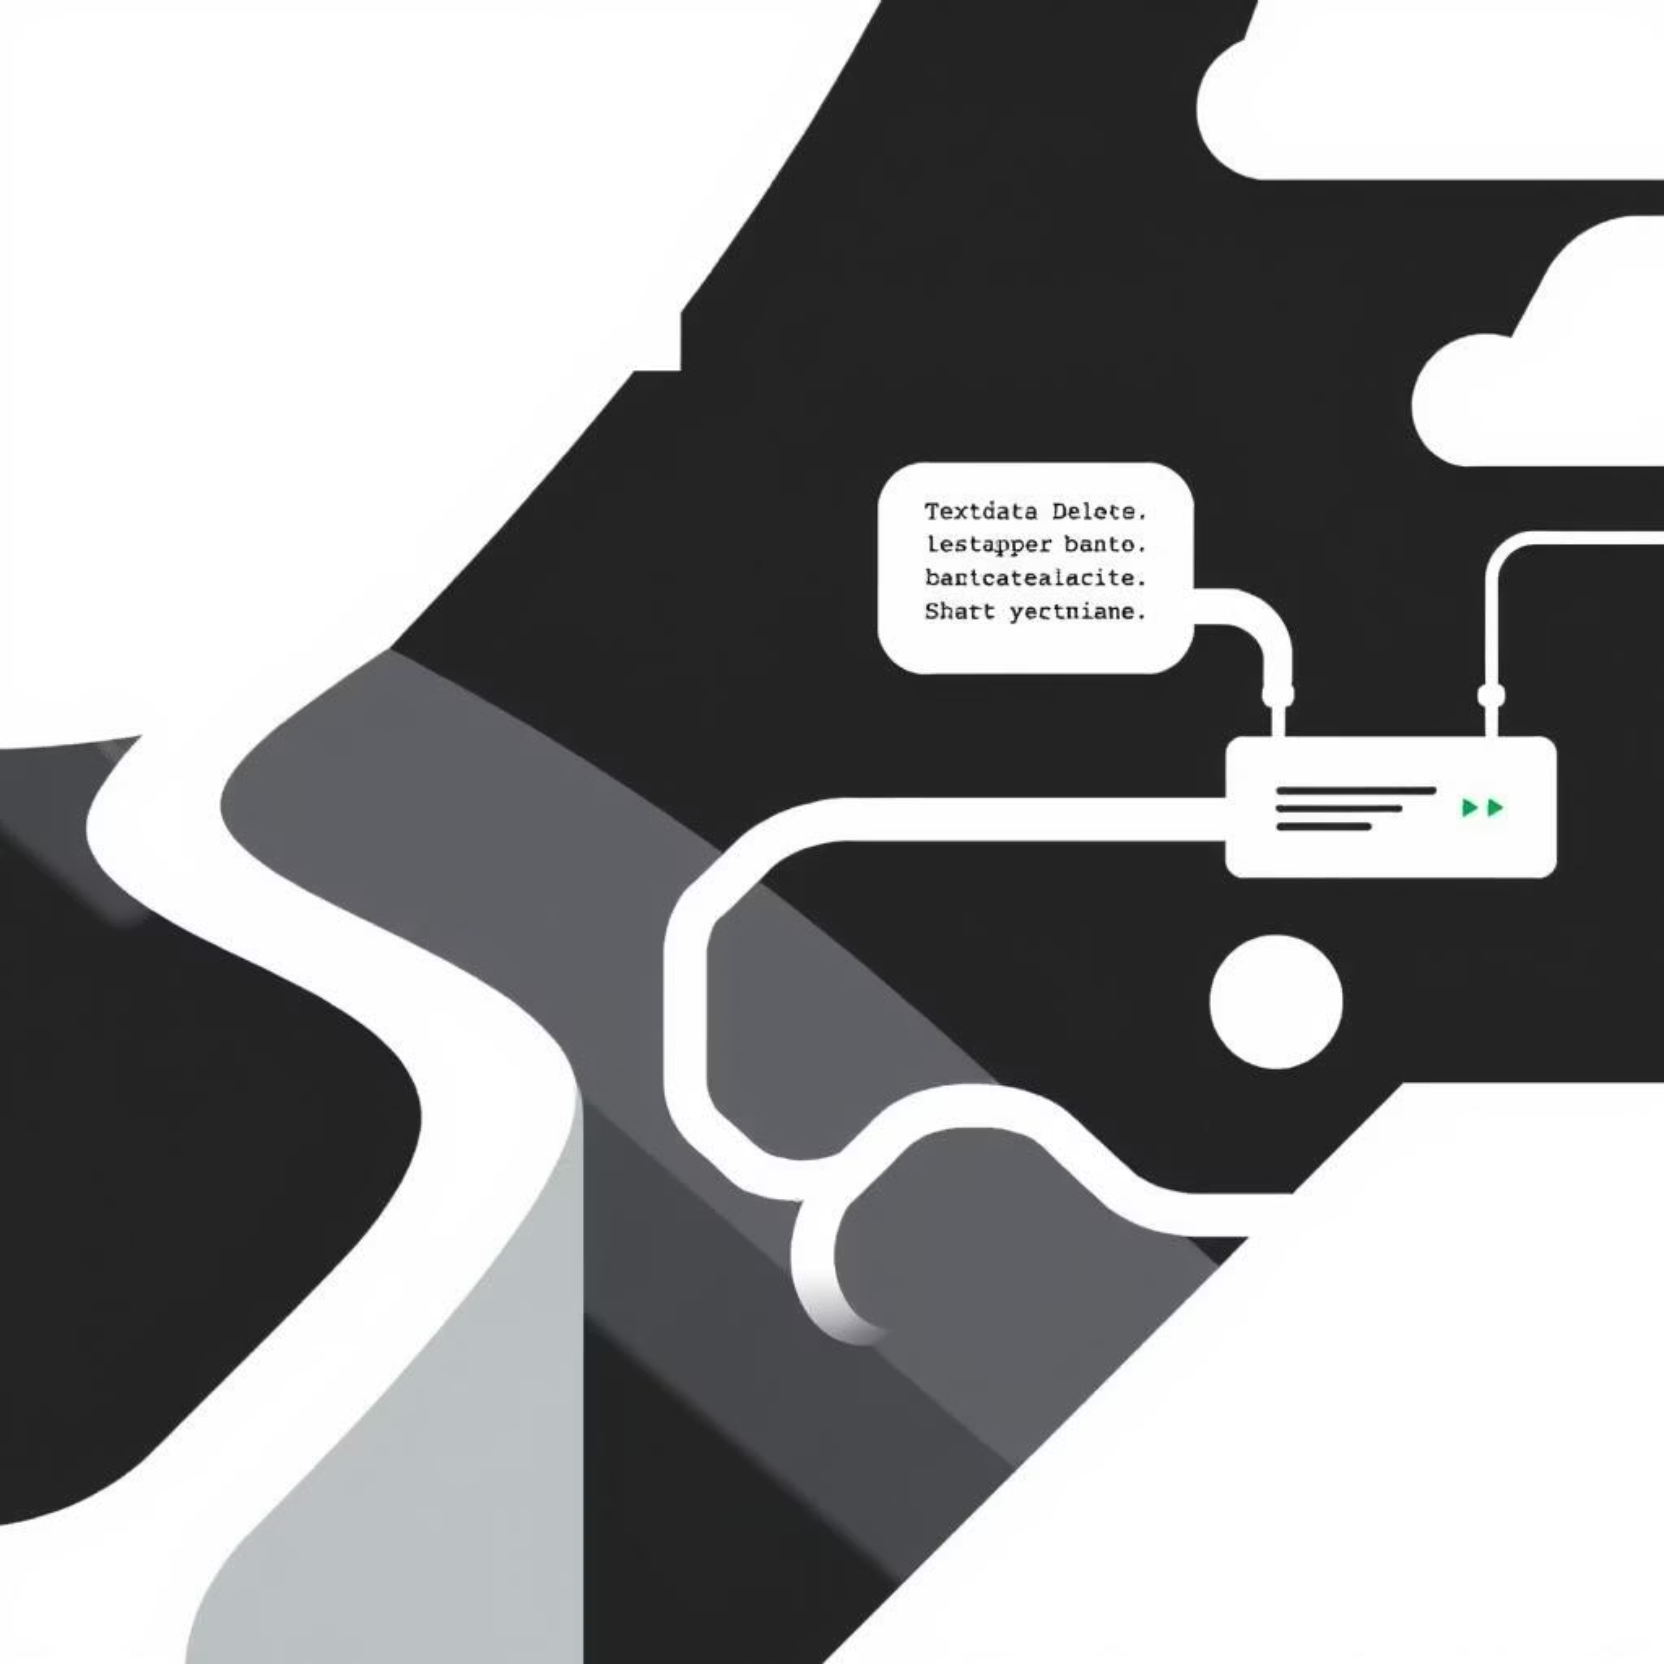 Textdata Delete.
lestapper banto.
bantcatealacite.
Shatt yectniane.